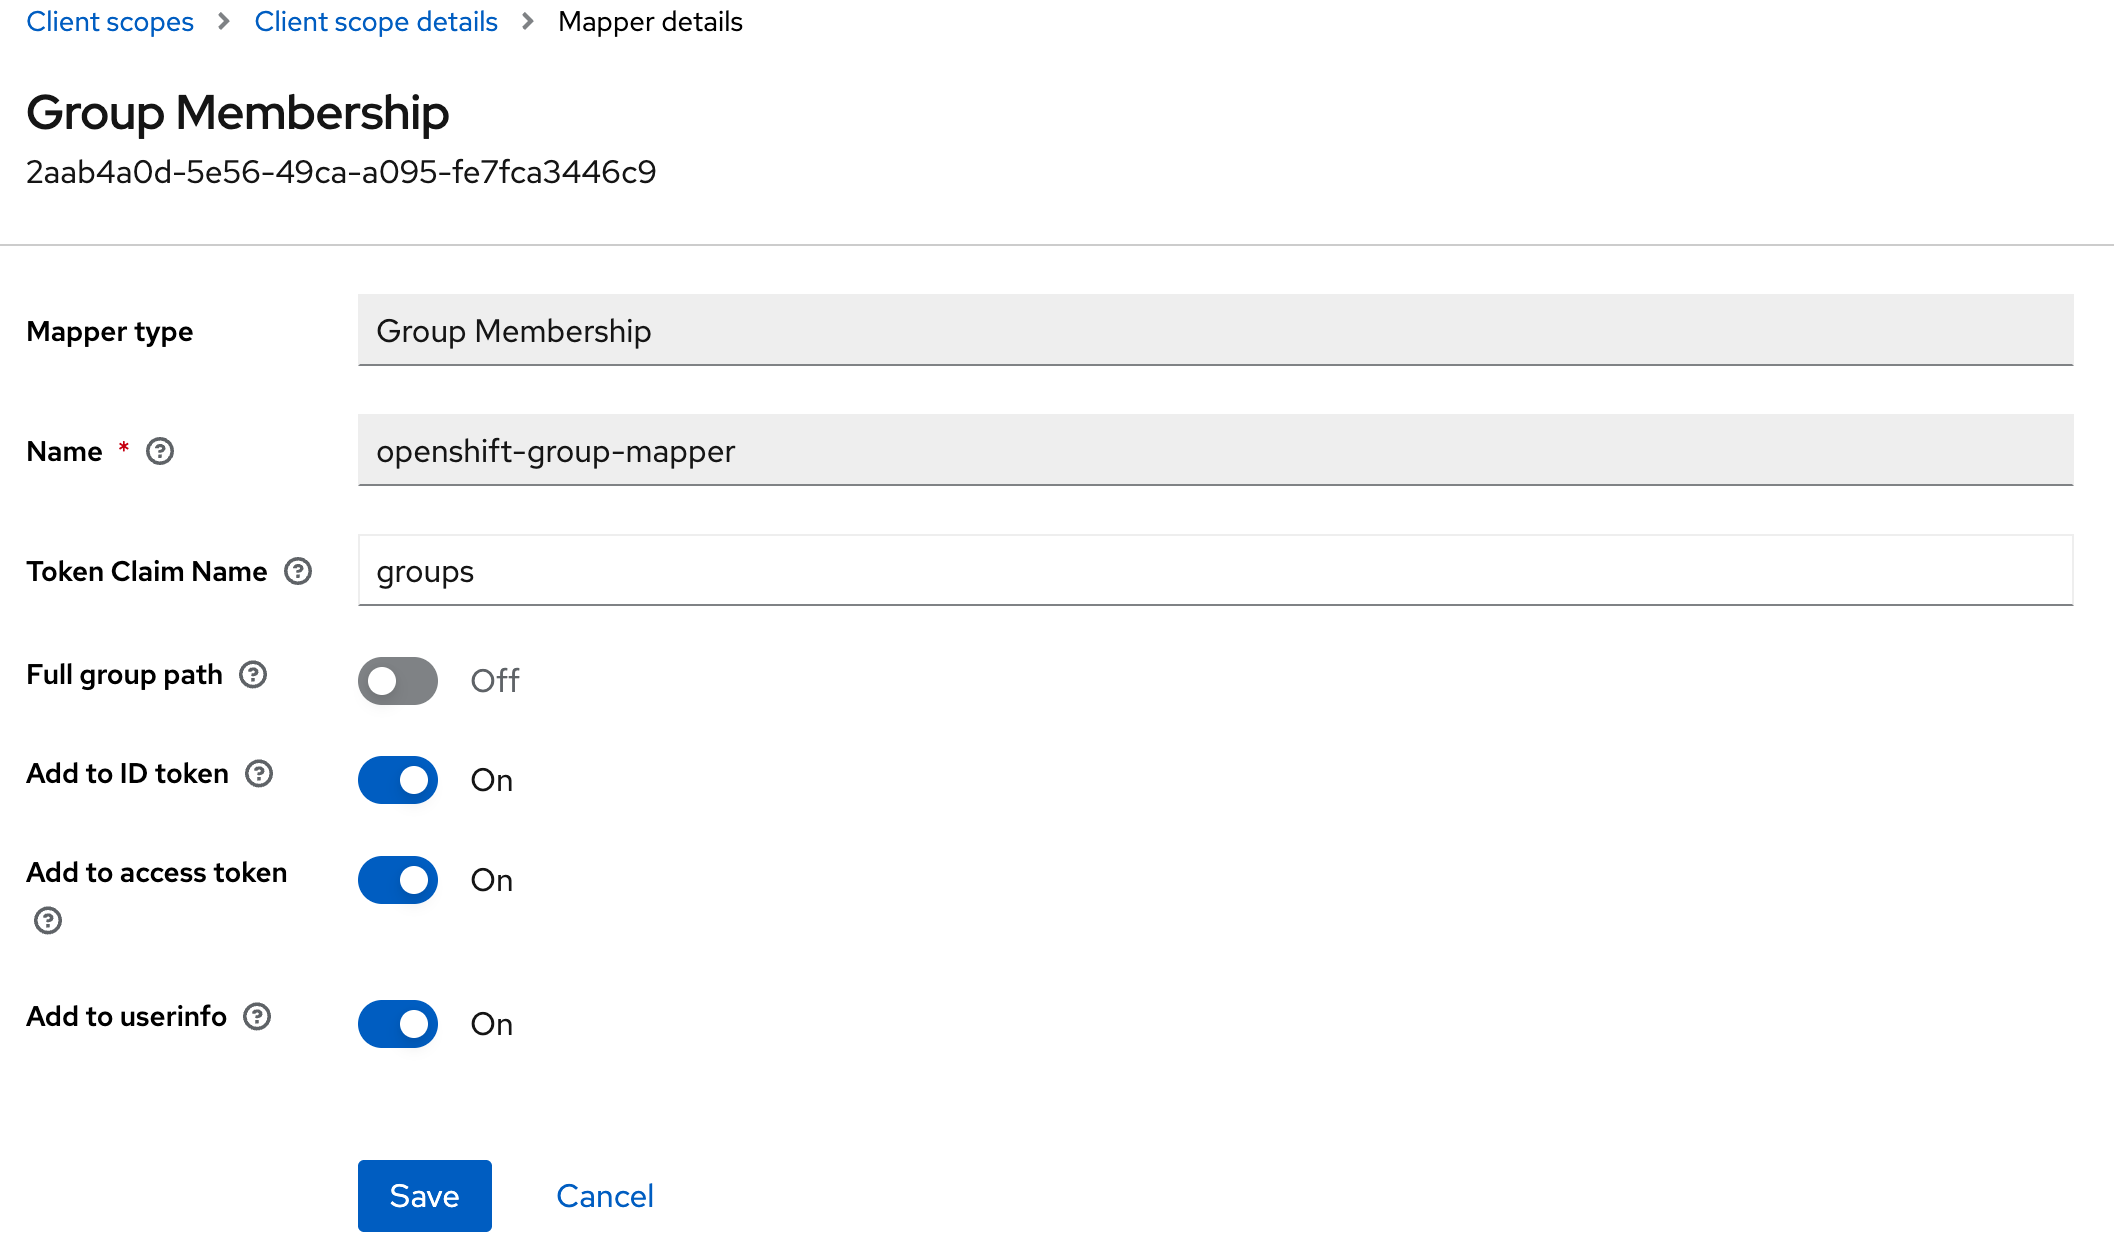 Client scopes > Client scope details > Mapper details
Group Membership
2aab4a0d-5e56-49ca-a095-fe7fca3446c9
Mapper type Group Membership
Name * openshift-group-mapper
Token Claim Name groups
Full group path Off
Add to ID token On
Add to access token On
Add to userinfo On
Save Cancel